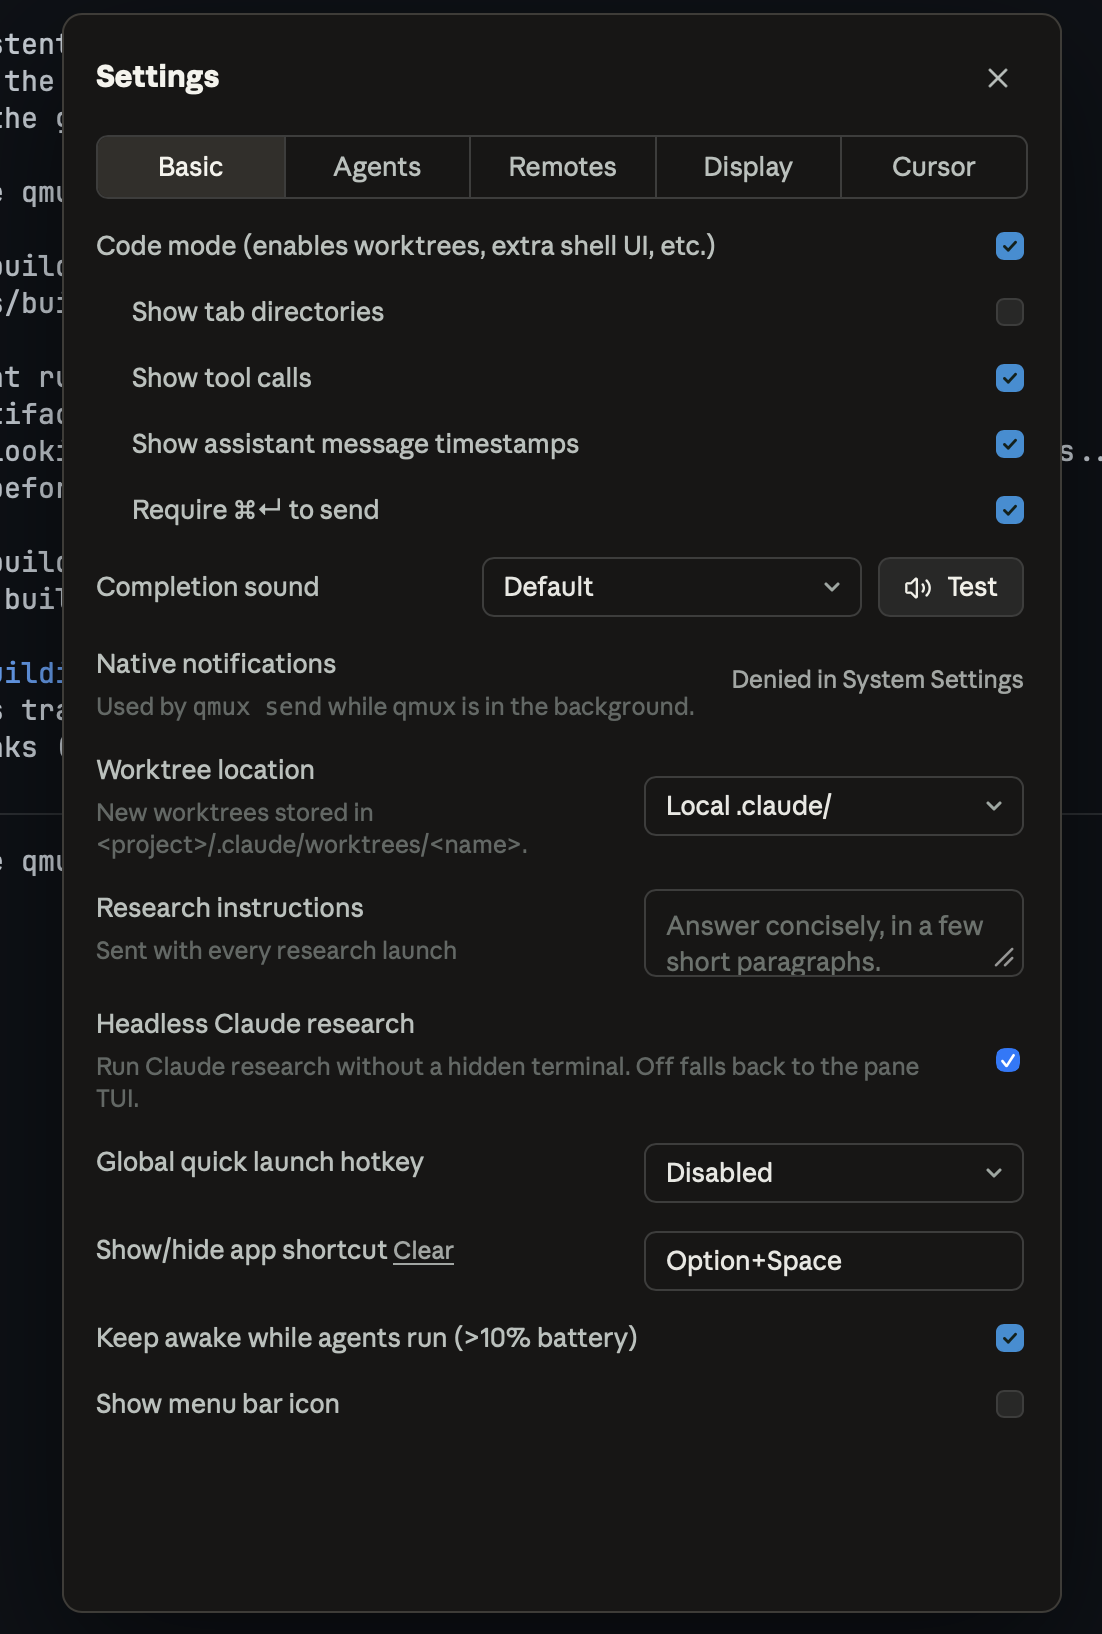 Settings
Basic
Agents
Remotes
Display
Cursor
Code mode (enables worktrees, extra shell UI, etc.)
Show tab directories
Show tool calls
Show assistant message timestamps
Require ⌘↵ to send
Completion sound
Default
Test
Native notifications
Used by qmux send while qmux is in the background.
Denied in System Settings
Worktree location
New worktrees stored in
<project>/.claude/worktrees/<name>.
Local .claude/
Research instructions
Sent with every research launch
Answer concisely, in a few
short paragraphs.
Headless Claude research
Run Claude research without a hidden terminal. Off falls back to the pane
TUI.
Global quick launch hotkey
Disabled
Show/hide app shortcut Clear
Option+Space
Keep awake while agents run (>10% battery)
Show menu bar icon
the